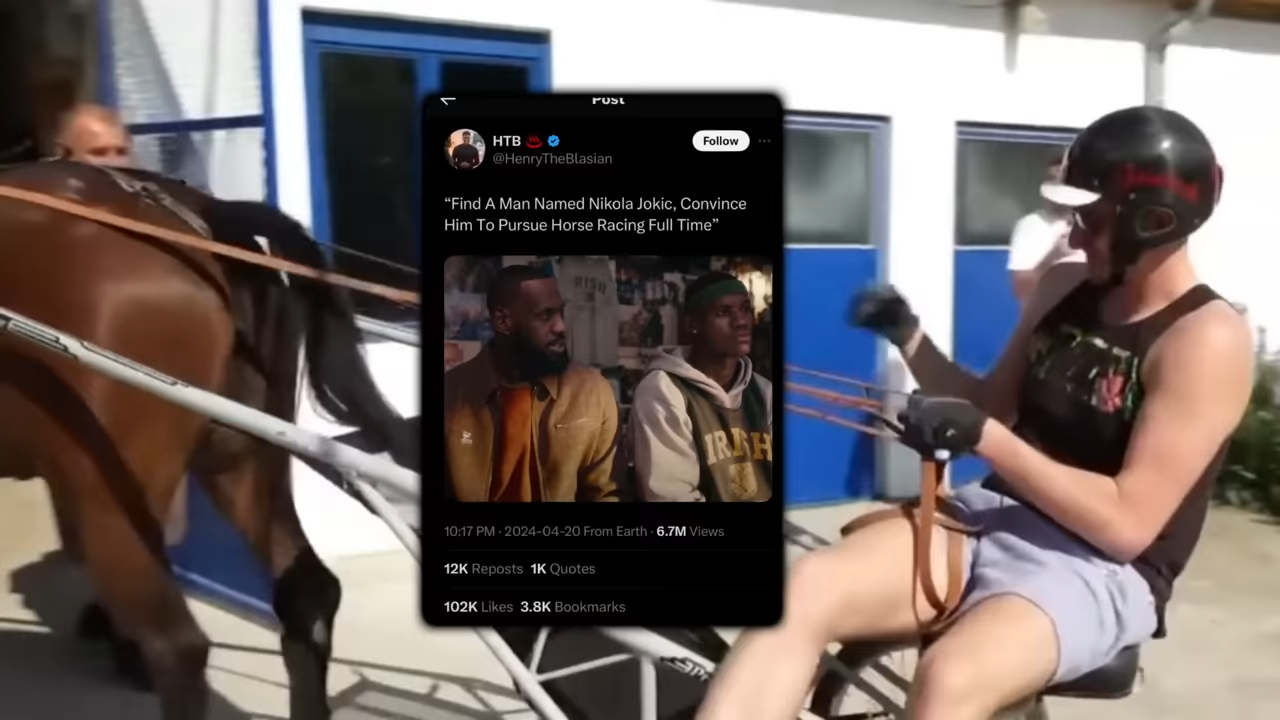 Post
HTB
Follow
@HenryTheBlasian
“Find A Man Named Nikola Jokic, Convince
Him To Pursue Horse Racing Full Time”
IRISH
IRISH
10:17 PM · 2024-04-20 From Earth · 6.7M Views
12K Reposts 1K Quotes
102K Likes 3.8K Bookmarks